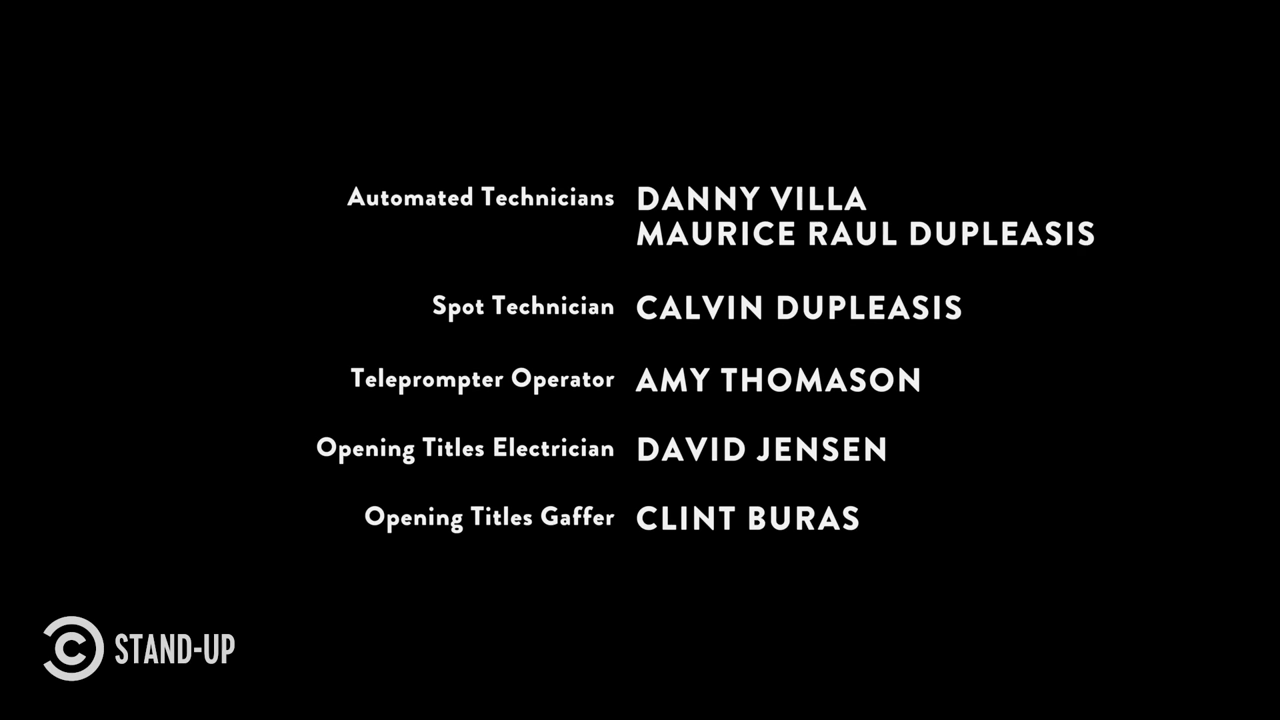 Automated Technicians DANNY VILLA
MAURICE RAUL DUPLEASIS
Spot Technician CALVIN DUPLEASIS
Teleprompter Operator AMY THOMASON
Opening Titles Electrician DAVID JENSEN
Opening Titles Gaffer CLINT BURAS
STAND-UP